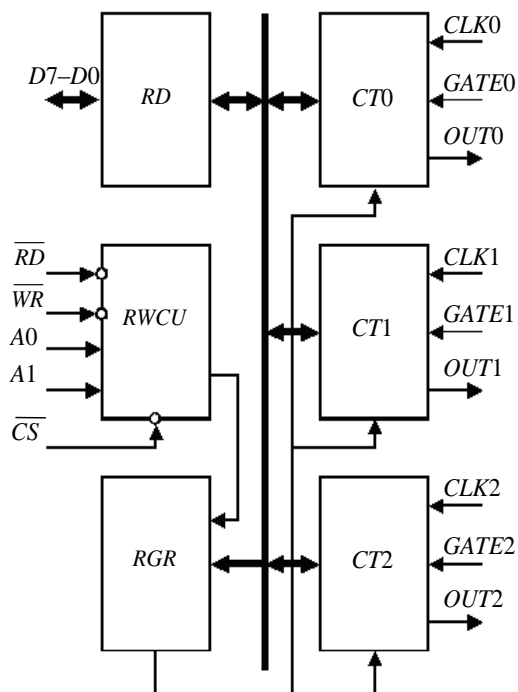 D7–D0
RD
CT0
CLK0
GATE0
OUT0
RD
WR
A0
A1
CS
RWCU
CT1
CLK1
GATE1
OUT1
RGR
CT2
CLK2
GATE2
OUT2